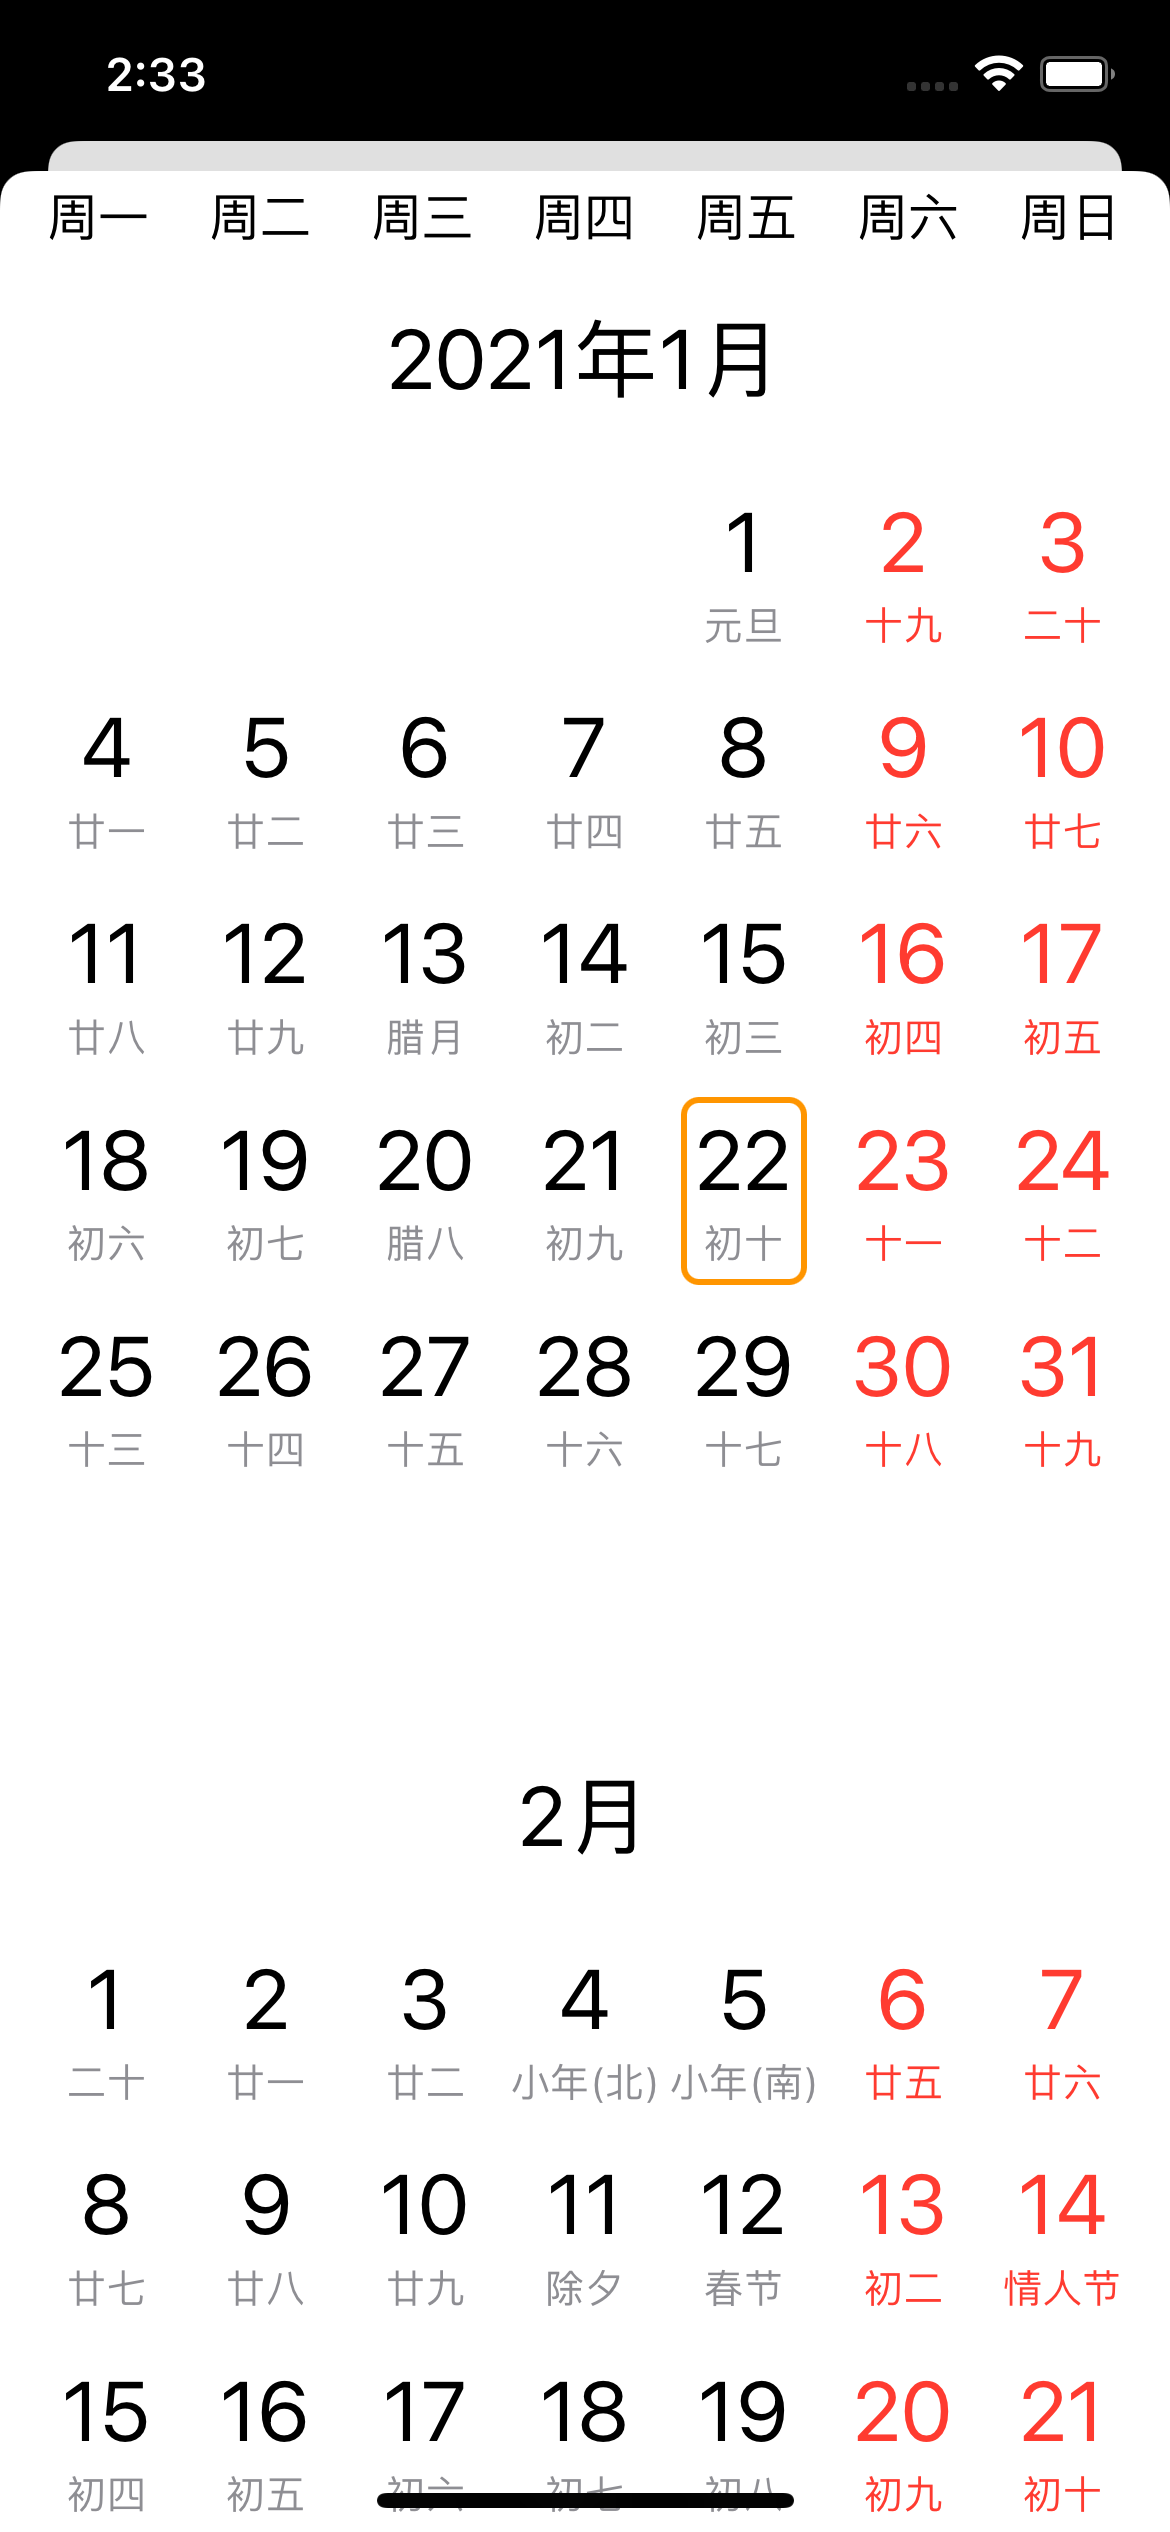 2:33
周一 周二 周三 周四 周五 周六 周日
2021年1月
1 2 3
元旦 十九 二十
4 5 6 7 8 9 10
廿一 廿二 廿三 廿四 廿五 廿六 廿七
11 12 13 14 15 16 17
廿八 廿九 腊月 初二 初三 初四 初五
18 19 20 21 22 23 24
初六 初七 腊八 初九 初十 十一 十二
25 26 27 28 29 30 31
十三 十四 十五 十六 十七 十八 十九
2月
1 2 3 4 5 6 7
二十 廿一 廿二 小年(北) 小年(南) 廿五 廿六
8 9 10 11 12 13 14
廿七 廿八 廿九 除夕 春节 初二 情人节
15 16 17 18 19 20 21
初四 初五 初六 初七 初八 初九 初十